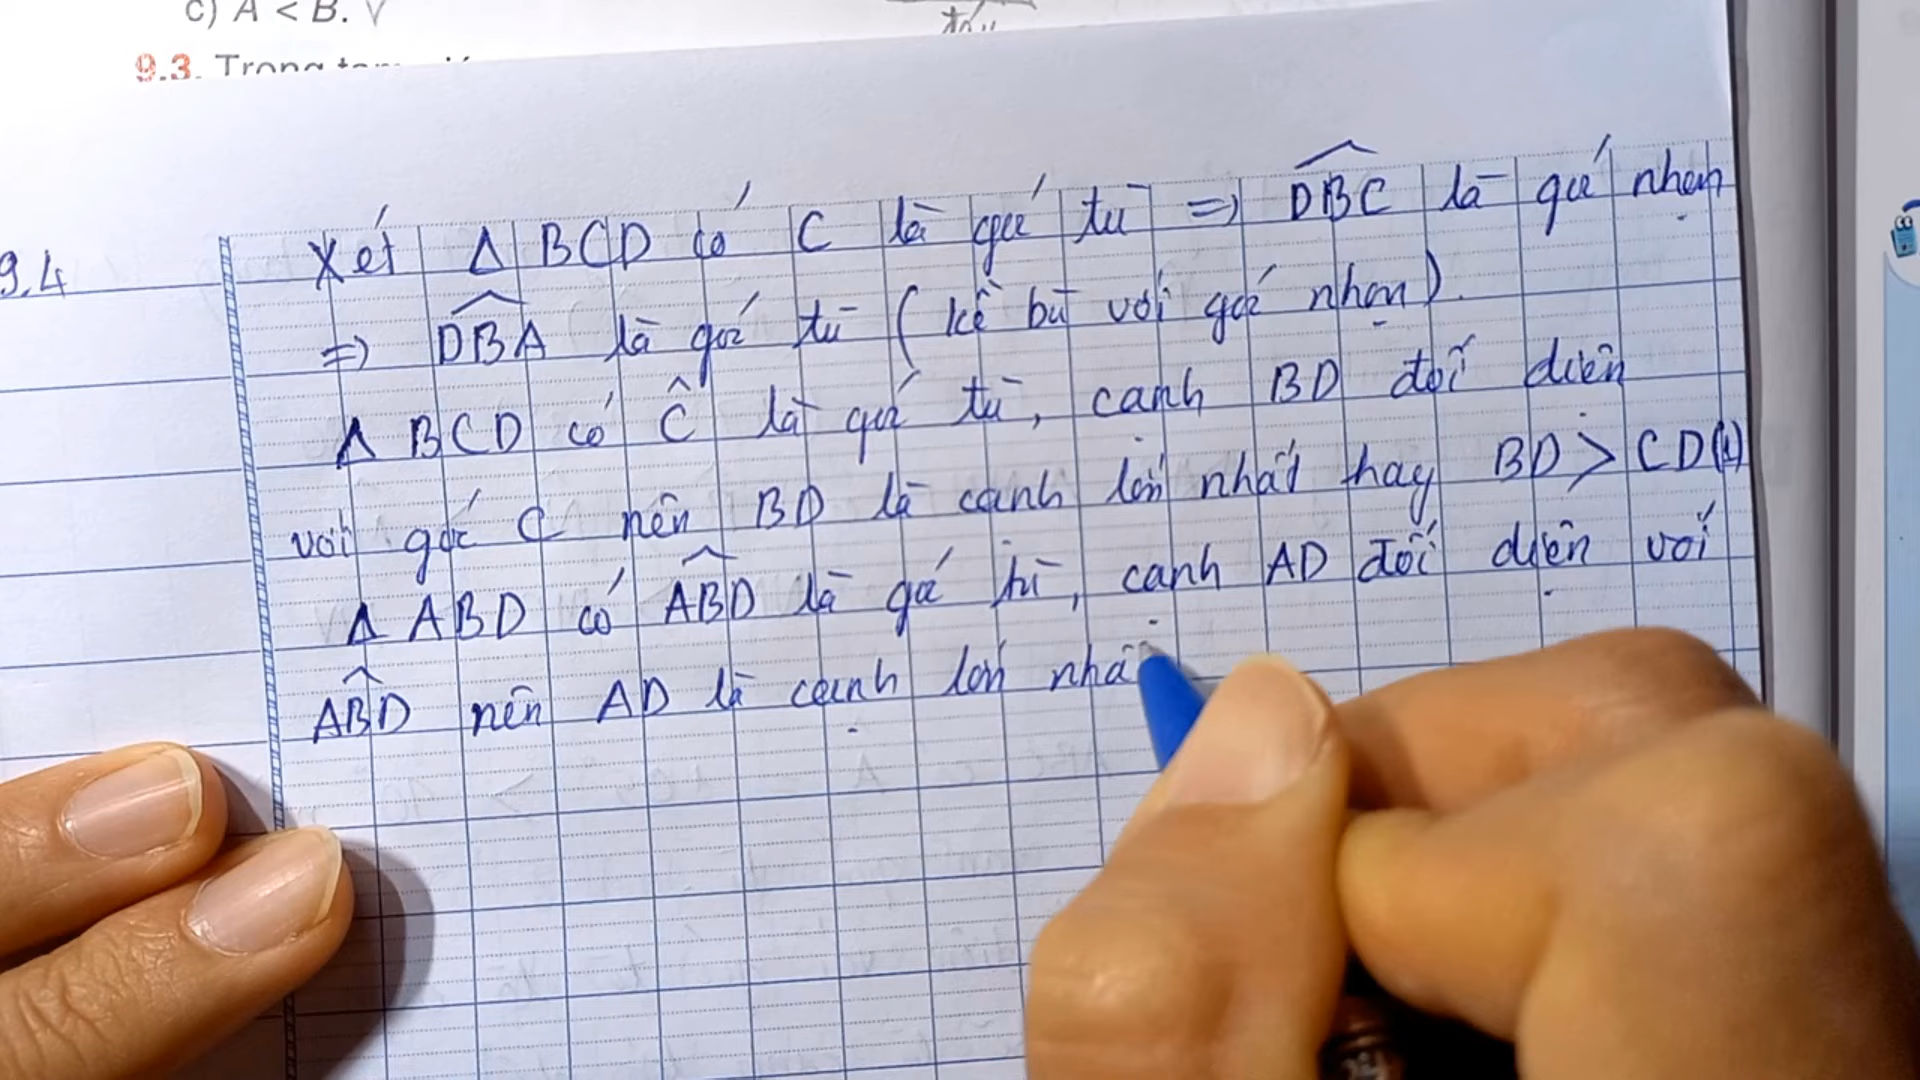 c) A < B. V
9.3. Trong tam
9.4
Xét Δ BCD có C là góc tù => DBC là góc nhọn
=> DBA là góc tù (kề bù với góc nhọn).
Δ BCD có Ĉ là góc tù, cạnh BD đối diện
với góc C nên BD là cạnh lớn nhất hay BD > CD (1)
Δ ABD có ABD là góc tù, cạnh AD đối diện với
ABD nên AD là cạnh lớn nhấ